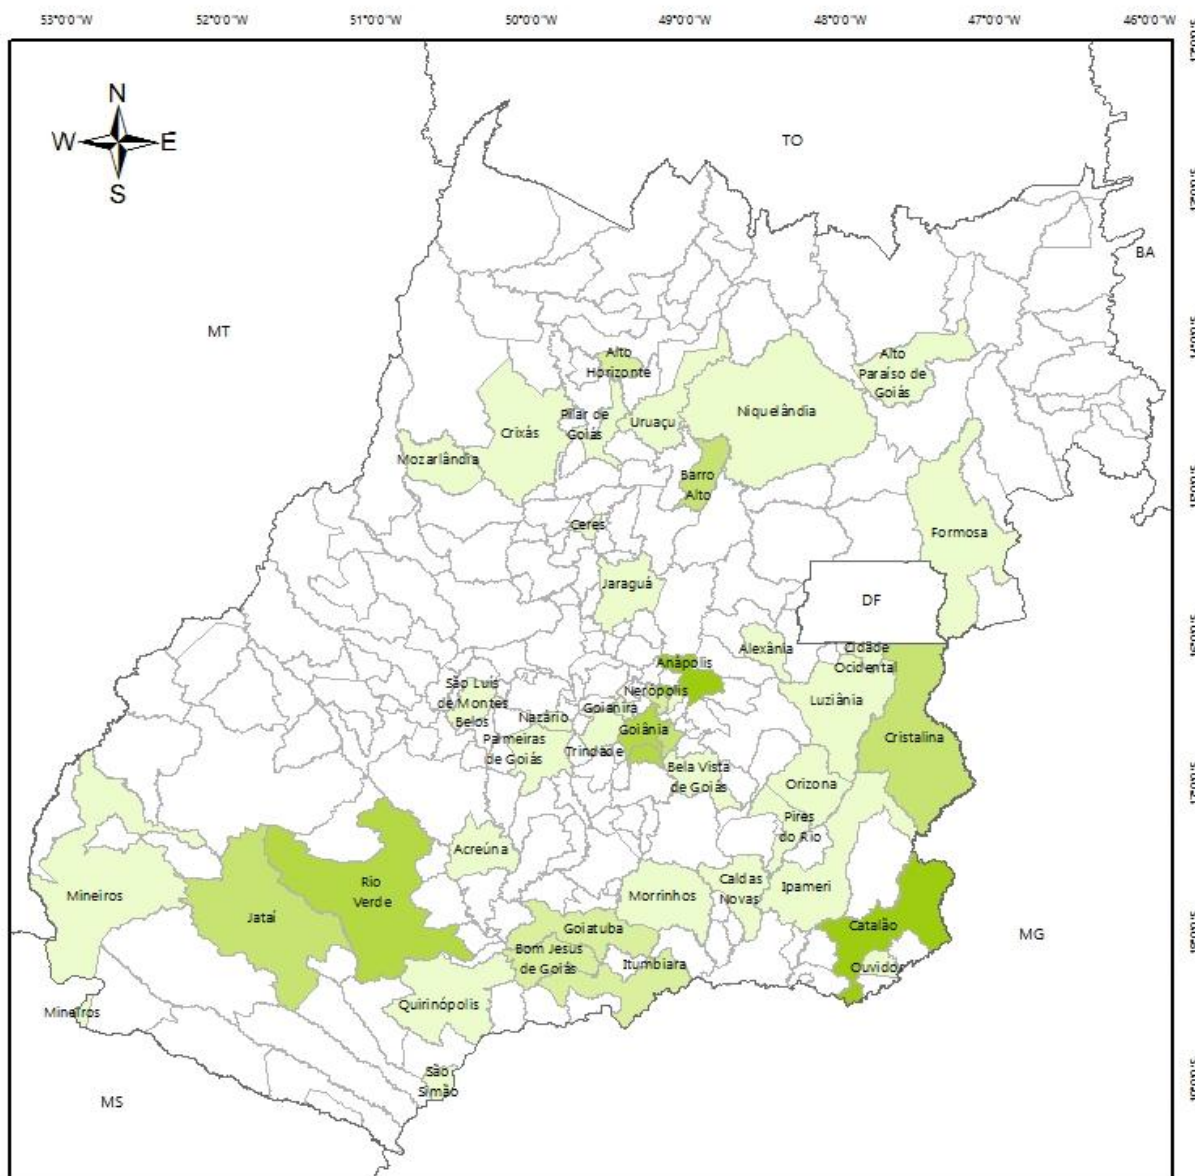 53°0'0"W 52°0'0"W 51°0'0"W 50°0'0"W 49°0'0"W 48°0'0"W 47°0'0"W 46°0'0"W
N
W E
S
TO
BA
MT
Alto
Horizonte
Alto
Paraíso de
Goiás
Pilar de
Goiás
Uruaçu
Niquelândia
Crixás
Mozarlândia
Barro
Alto
Ceres
Formosa
Jaraguá
DF
Alexânia
Cidade
Ocidental
Anápolis
Nerópolis
São Luís
de Montes
Belos
Goianira
Luziânia
Nazário
Goiânia
Cristalina
Palmeiras
de Goiás
Trindade
Bela Vista
de Goiás
Orizona
Pires
do Rio
Acreúna
Mineiros
Rio
Verde
Caldas
Novas
Ipameri
Morrinhos
Jataí
Goiatuba
Catalão
MG
Bom Jesus
de Goiás
Itumbiara
Ouvidor
Quirinópolis
Mineiros
São
Simão
MS